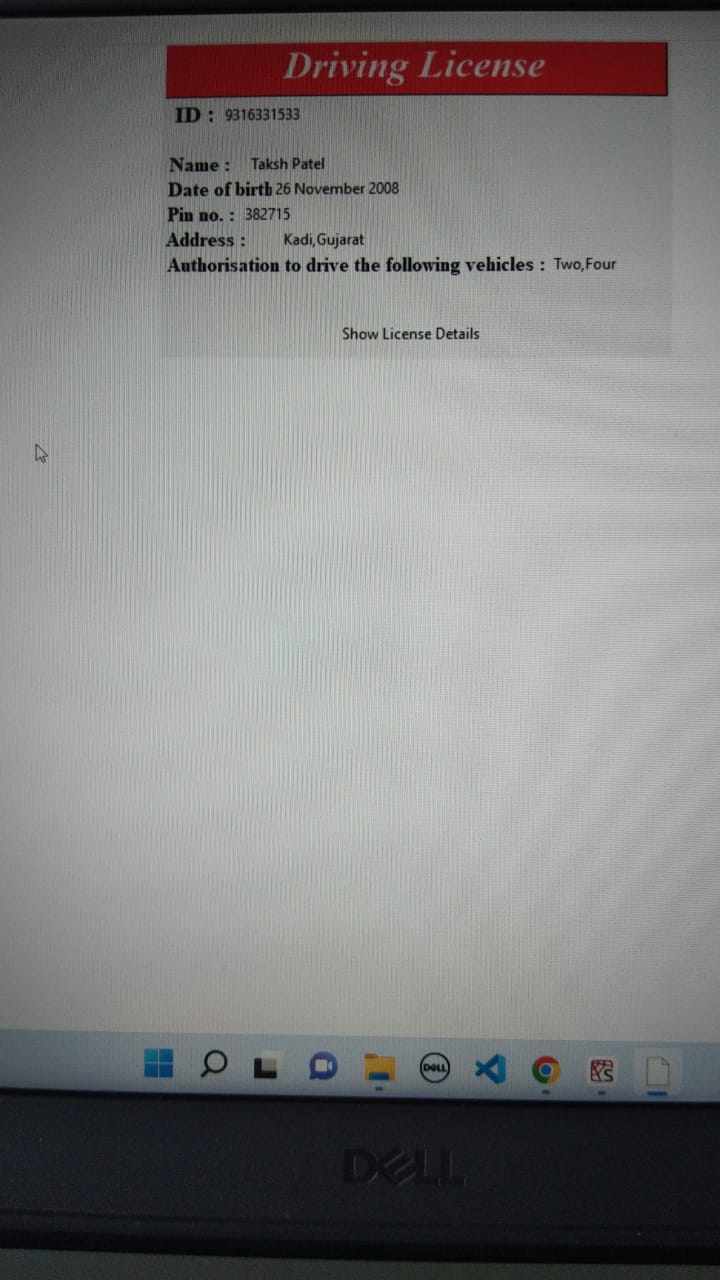 Driving License
ID : 9316331533
Name : Taksh Patel
Date of birth 26 November 2008
Pin no. : 382715
Address : Kadi,Gujarat
Authorisation to drive the following vehicles : Two,Four
Show License Details
DELL
DELL